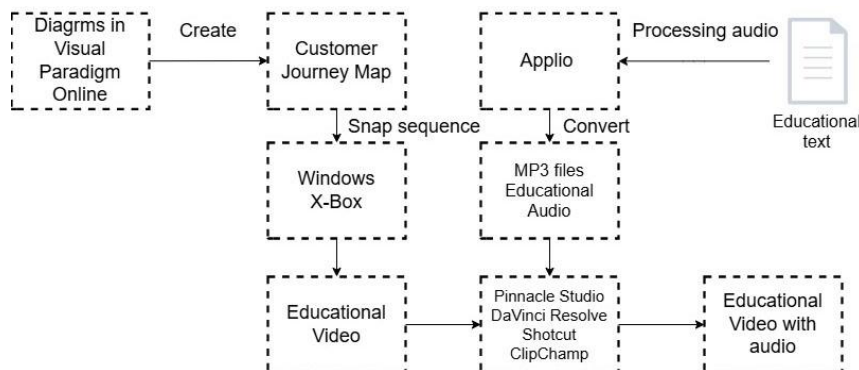 Diagrms in
Visual
Paradigm
Online
Create
Customer
Journey Map
Applio
Processing audio
Educational
text
Snap sequence
Convert
Windows
X-Box
MP3 files
Educational
Audio
Educational
Video
Pinnacle Studio
DaVinci Resolve
Shotcut
ClipChamp
Educational
Video with
audio